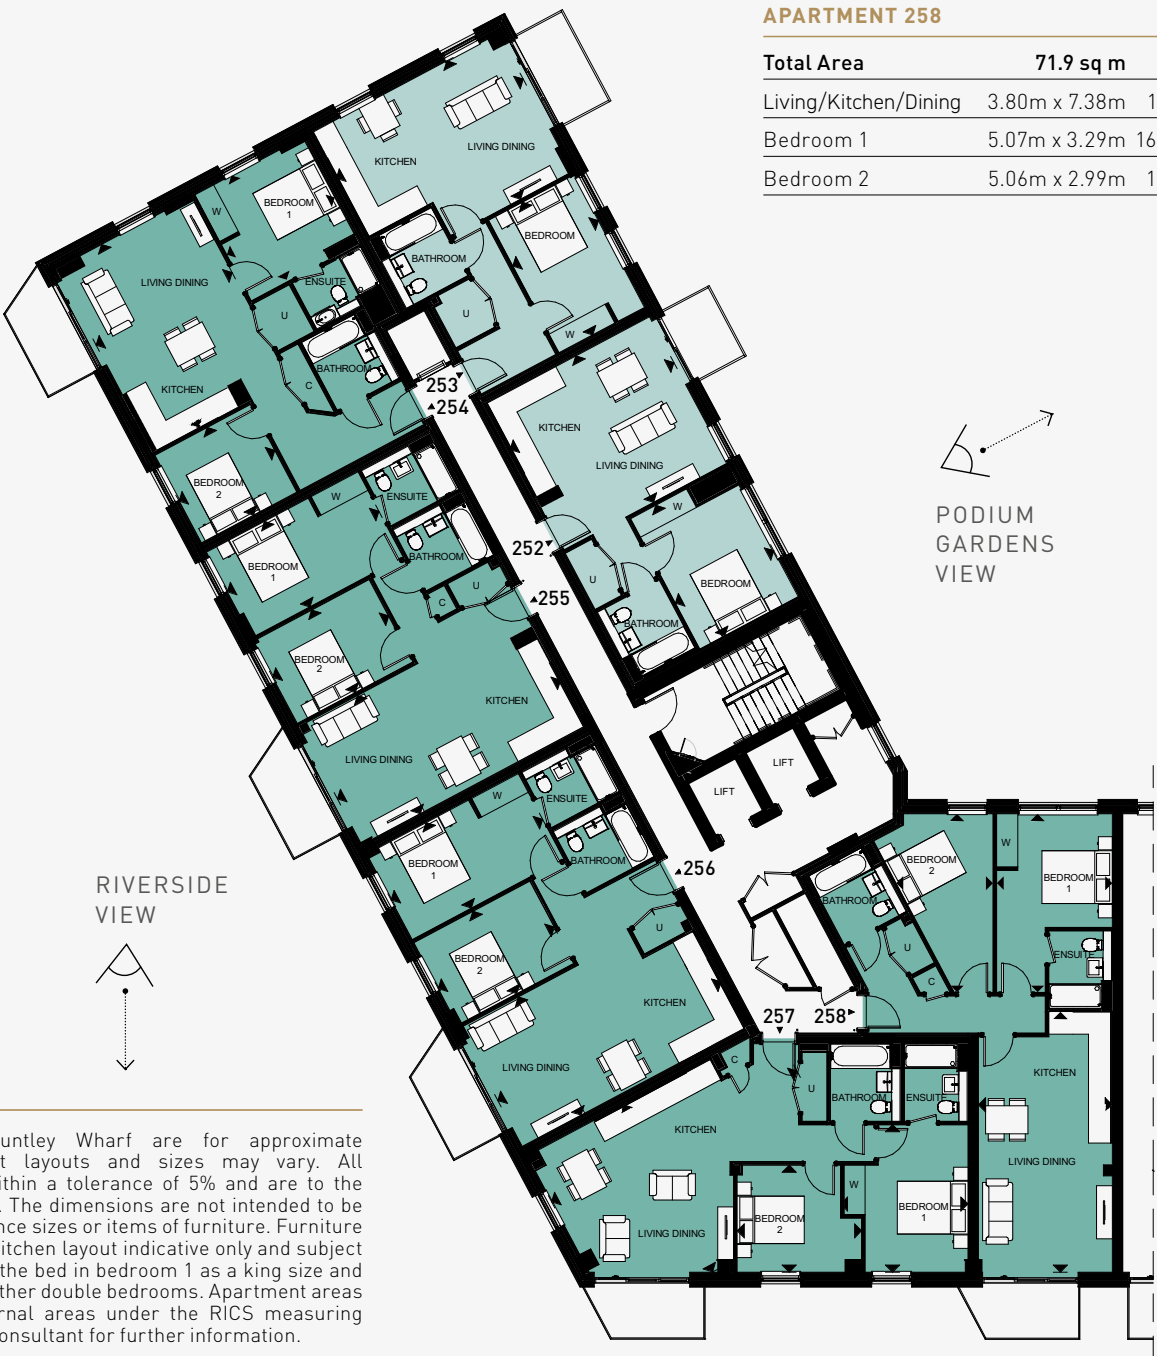 APARTMENT 258
Total Area 71.9 sq m
Living/Kitchen/Dining 3.80m x 7.38m 1
Bedroom 1 5.07m x 3.29m 16
Bedroom 2 5.06m x 2.99m 1
KITCHEN
LIVING DINING
BEDROOM
BATHROOM
U
W
253
BEDROOM
1
W
LIVING DINING
ENSUITE
U
BATHROOM
C
KITCHEN
BEDROOM
2
254
KITCHEN
LIVING DINING
W
252
U
BEDROOM
BATHROOM
W
ENSUITE
BATHROOM
BEDROOM
1
U
C
255
BEDROOM
2
KITCHEN
LIVING DINING
PODIUM
GARDENS
VIEW
LIFT
LIFT
W
ENSUITE
BATHROOM
BEDROOM
1
256
U
BEDROOM
2
KITCHEN
LIVING DINING
RIVERSIDE
VIEW
BEDROOM
2
W
BEDROOM
1
BATHROOM
U
ENSUITE
C
257
258
KITCHEN
LIVING DINING
C
U
BATHROOM
ENSUITE
KITCHEN
W
BEDROOM
1
BEDROOM
2
LIVING DINING
untley Wharf are for approximate
t layouts and sizes may vary. All
ithin a tolerance of 5% and are to the
. The dimensions are not intended to be
nce sizes or items of furniture. Furniture
itchen layout indicative only and subject
the bed in bedroom 1 as a king size and
ther double bedrooms. Apartment areas
rnal areas under the RICS measuring
onsultant for further information.